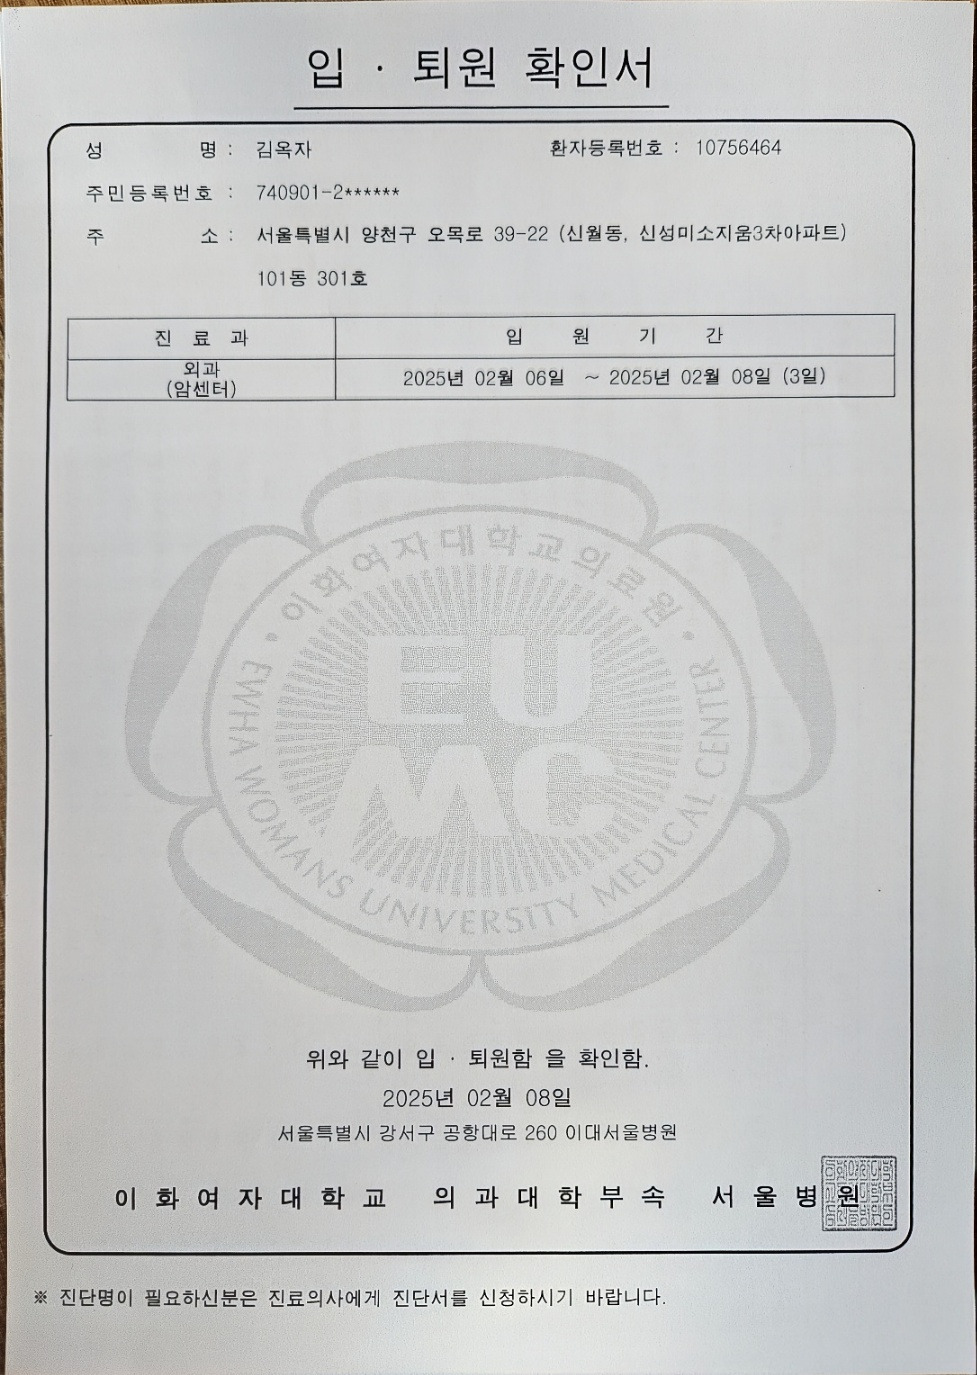 입 · 퇴원 확인서
성 명 : 김옥자 환자등록번호 : 10756464
주민등록번호 : 740901-2******
주 소 : 서울특별시 양천구 오목로 39-22 (신월동, 신성미소지움3차아파트)
101동 301호
진 료 과 입 원 기 간
외과
(암센터) 2025년 02월 06일 ~ 2025년 02월 08일 (3일)
· 이화여자대학교의료원 ·
EU
MC
EWHA WOMANS UNIVERSITY MEDICAL CENTER
위와 같이 입 · 퇴원함 을 확인함.
2025년 02월 08일
서울특별시 강서구 공항대로 260 이대서울병원
이 화 여 자 대 학 교 의 과 대 학 부 속 서 울 병 원
※ 진단명이 필요하신분은 진료의사에게 진단서를 신청하시기 바랍니다.